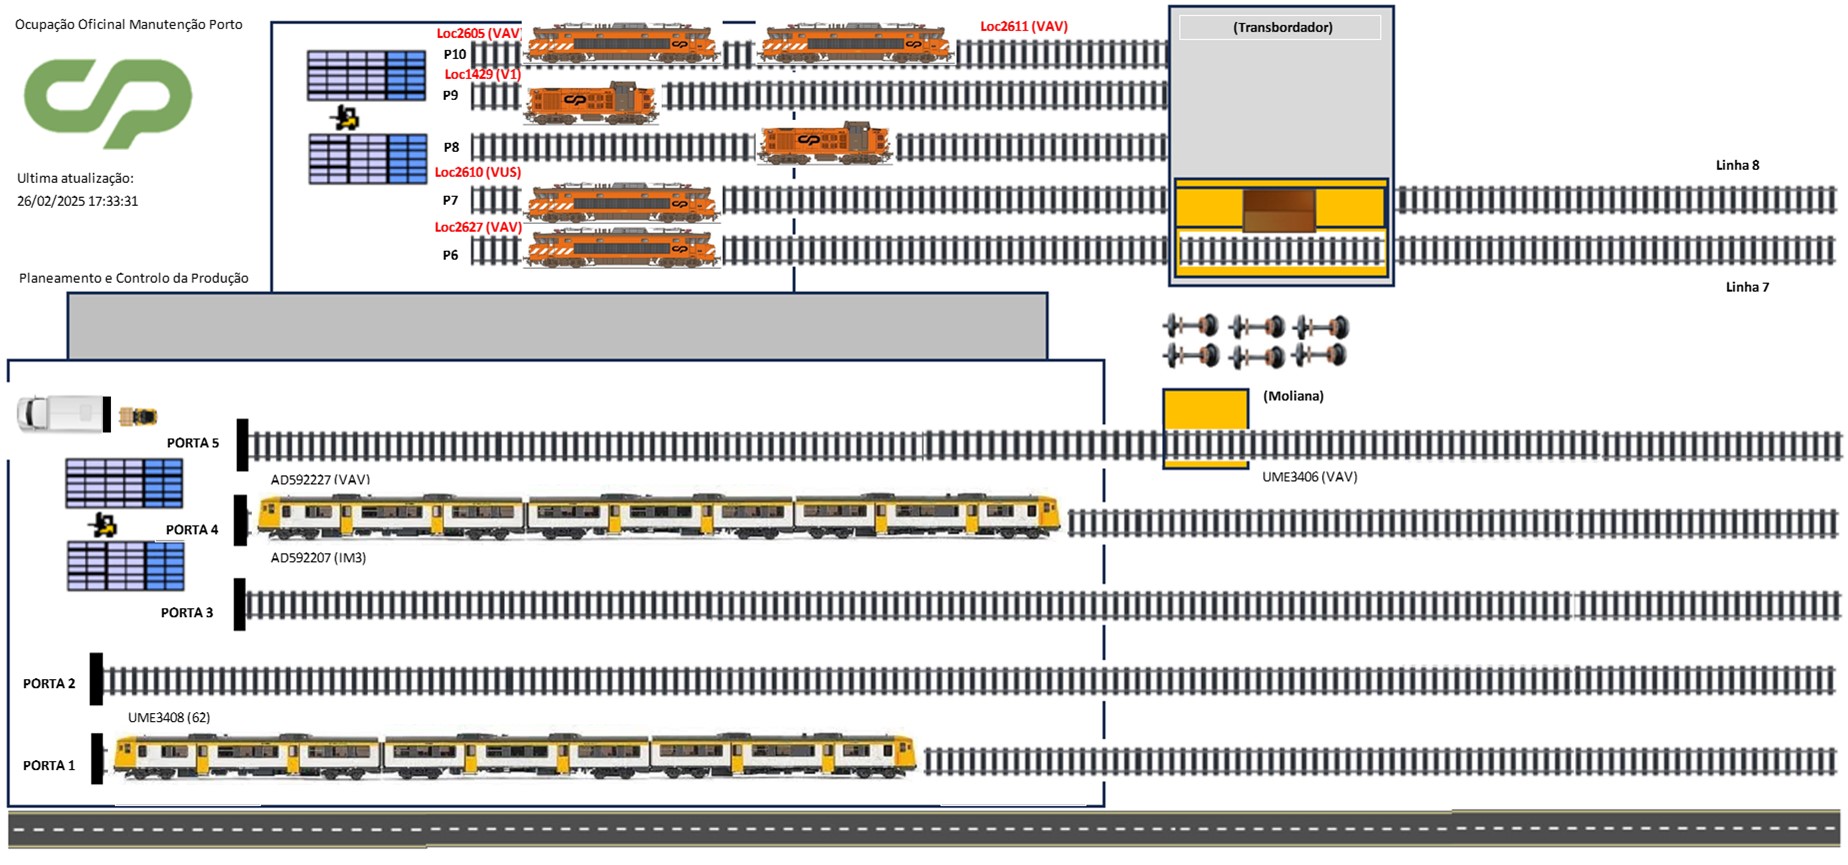 Ocupação Oficinal Manutenção Porto
Ultima atualização:
26/02/2025 17:33:31
Planeamento e Controlo da Produção
Loc2605 (VAV)
Loc2611 (VAV)
P10
Loc1429 (V1)
P9
P8
Loc2610 (VUS)
P7
Loc2627 (VAV)
P6
(Transbordador)
Linha 8
Linha 7
(Moliana)
PORTA 5
AD592227 (VAV)
UME3406 (VAV)
PORTA 4
AD592207 (IM3)
PORTA 3
PORTA 2
UME3408 (62)
PORTA 1